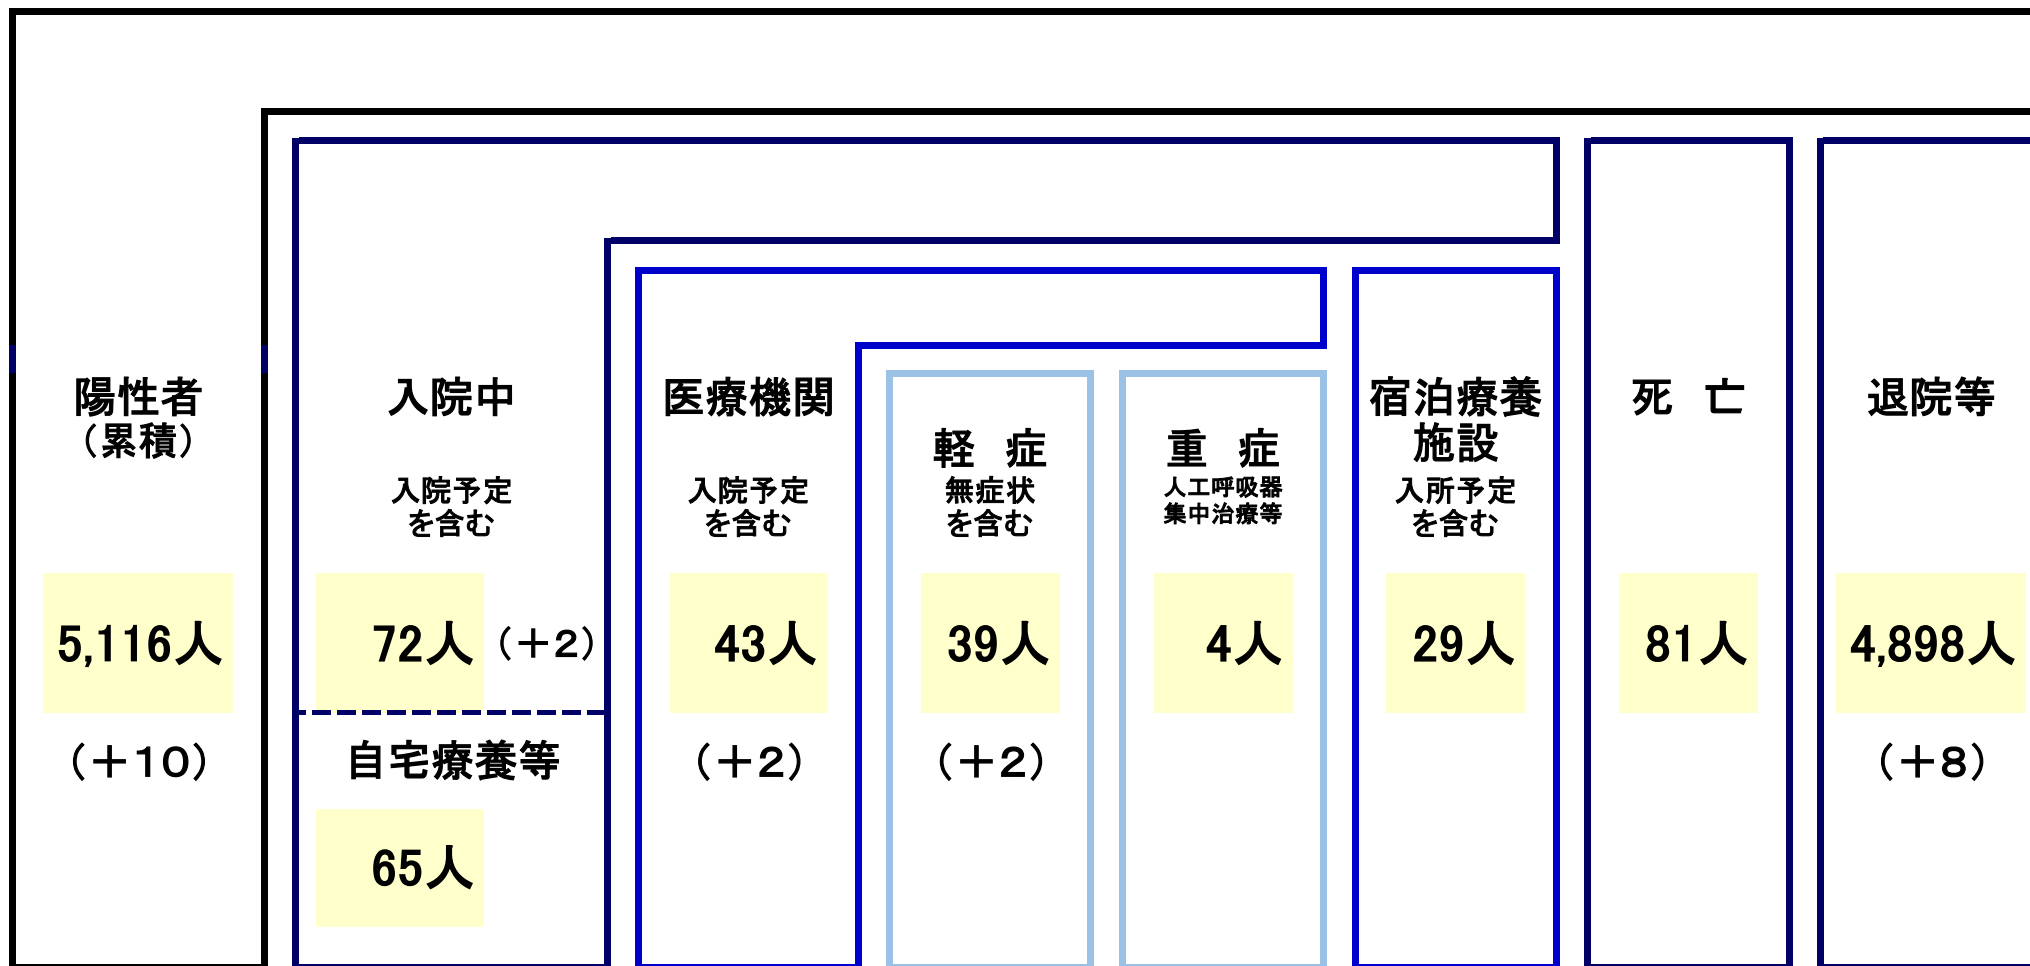 陽性者
（累積）
5,116人
（＋10）
入院中
入院予定
を含む
72人（＋2）
自宅療養等
65人
医療機関
入院予定
を含む
43人
（＋2）
軽　症
無症状
を含む
39人
（＋2）
重　症
人工呼吸器
集中治療等
4人
宿泊療養
施設
入所予定
を含む
29人
死　亡
81人
退院等
4,898人
（＋8）